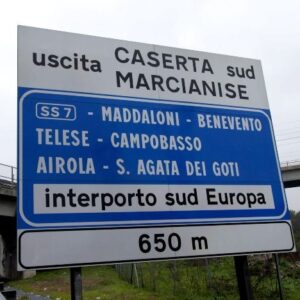 uscita CASERTA sud
MARCIANISE
SS 7 - MADDALONI - BENEVENTO
TELESE - CAMPOBASSO
AIROLA - S. AGATA DEI GOTI
interporto sud Europa
650 m